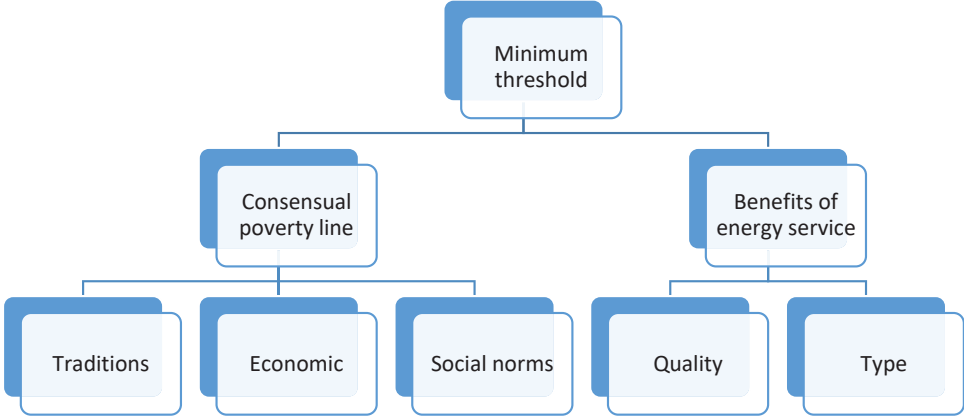 Minimum
threshold
Consensual
poverty line
Benefits of
energy service
Traditions
Economic
Social norms
Quality
Type